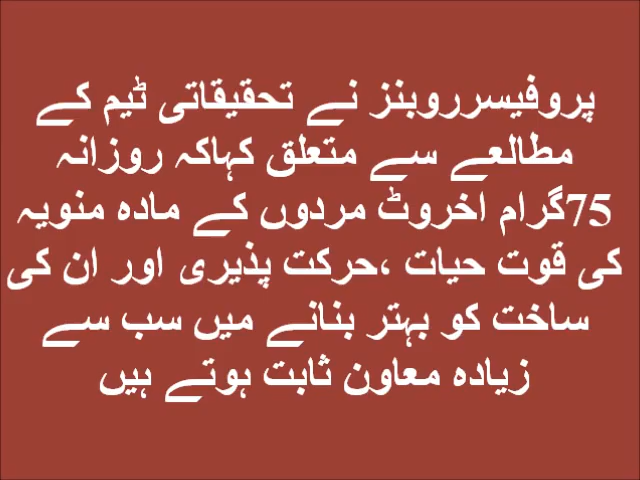 پروفیسرروبنز نے تحقیقاتی ٹیم کے
مطالعے سے متعلق کہاکہ روزانہ
75گرام اخروٹ مردوں کے مادہ منویہ
کی قوت حیات ،حرکت پذیری اور ان کی
ساخت کو بہتر بنانے میں سب سے
زیادہ معاون ثابت ہوتے ہیں